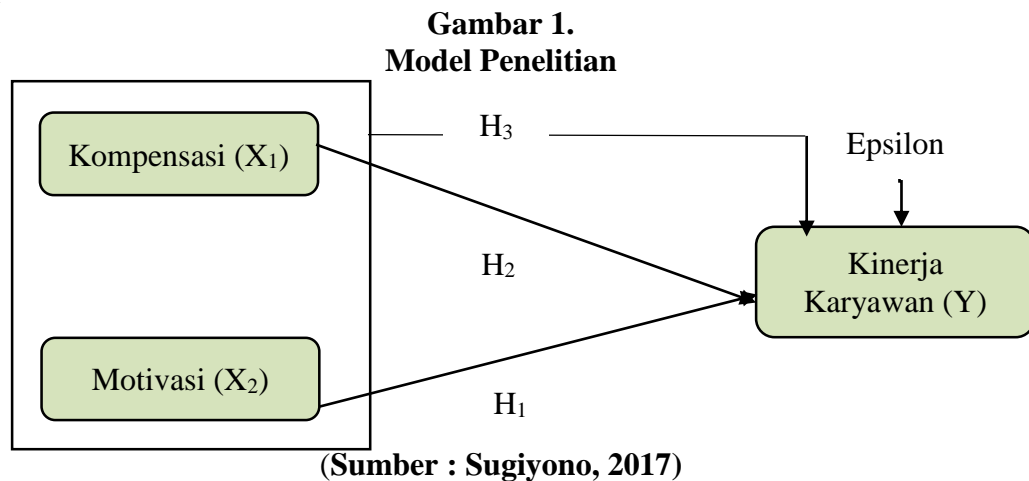 Gambar 1.
Model Penelitian
H₃
Kompensasi (X₁)
Epsilon
H₂
Kinerja
Karyawan (Y)
Motivasi (X₂)
H₁
(Sumber : Sugiyono, 2017)